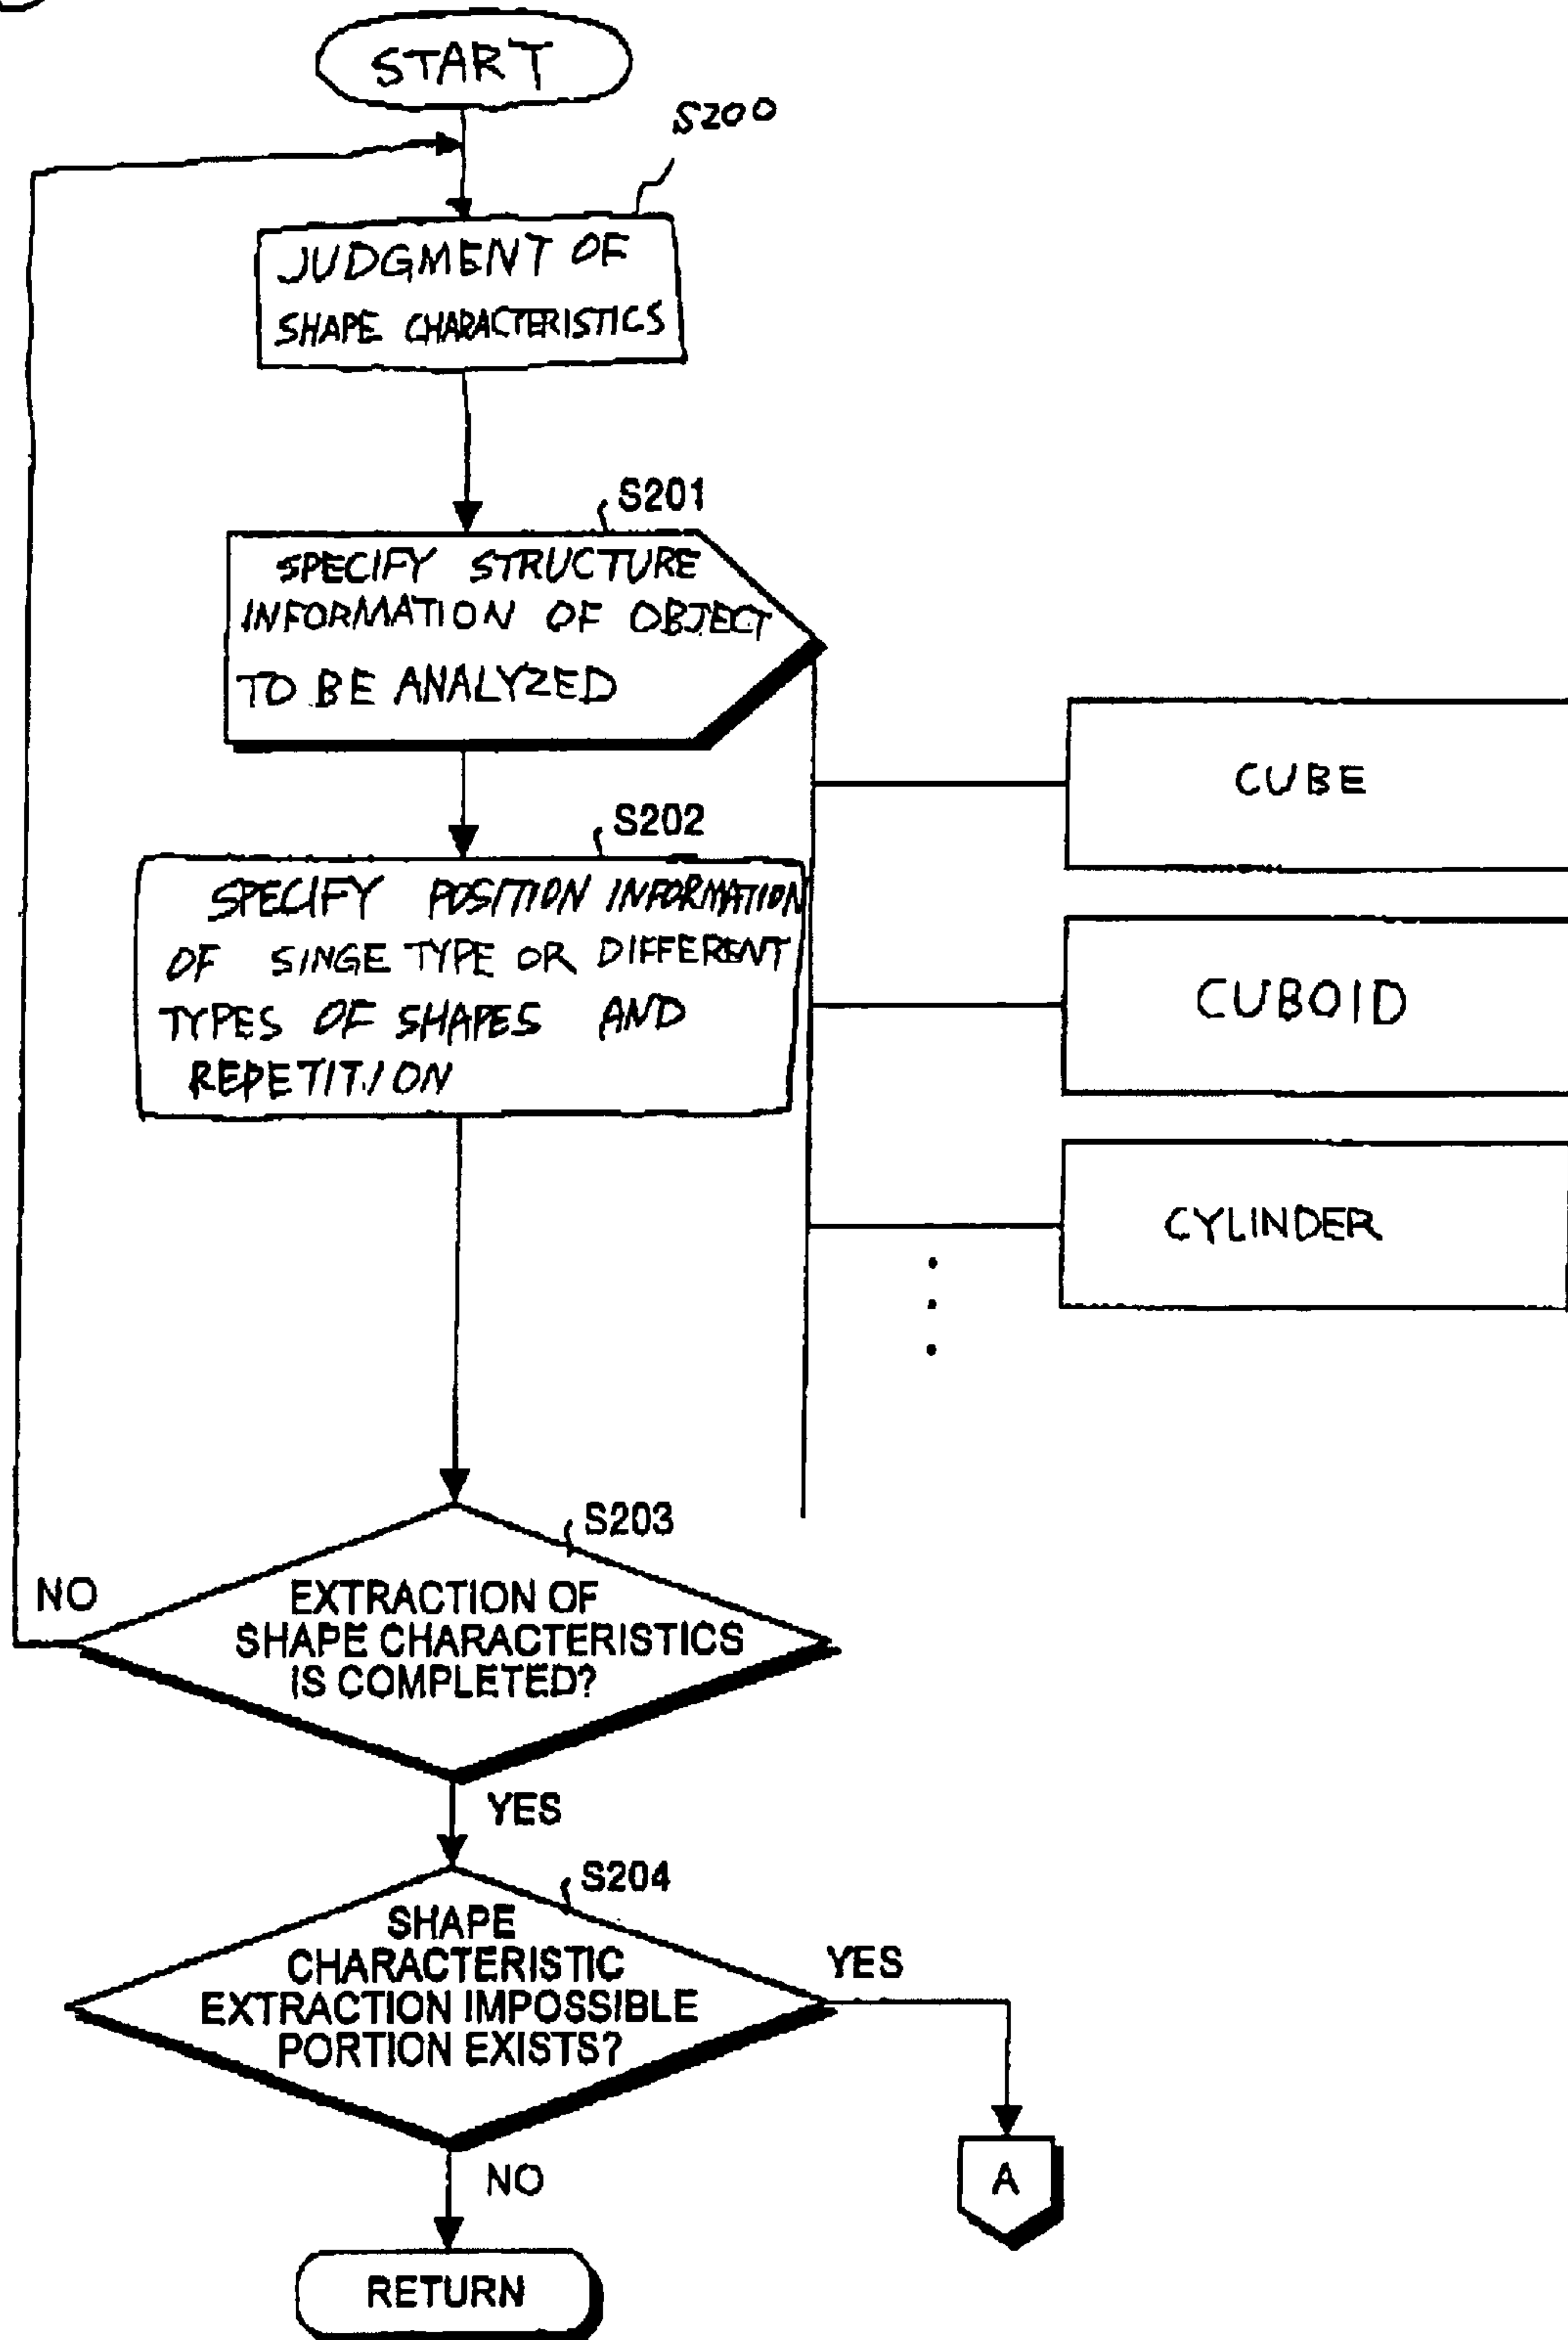 START
S200
JUDGMENT OF
SHAPE CHARACTERISTICS
S201
SPECIFY STRUCTURE
INFORMATION OF OBJECT
TO BE ANALYZED
CUBE
S202
SPECIFY POSITION INFORMATION
OF SINGE TYPE OR DIFFERENT
TYPES OF SHAPES AND
REPETITION
CUBOID
CYLINDER
S203
NO
EXTRACTION OF
SHAPE CHARACTERISTICS
IS COMPLETED?
YES
S204
SHAPE
CHARACTERISTIC
EXTRACTION IMPOSSIBLE
PORTION EXISTS?
YES
A
NO
RETURN